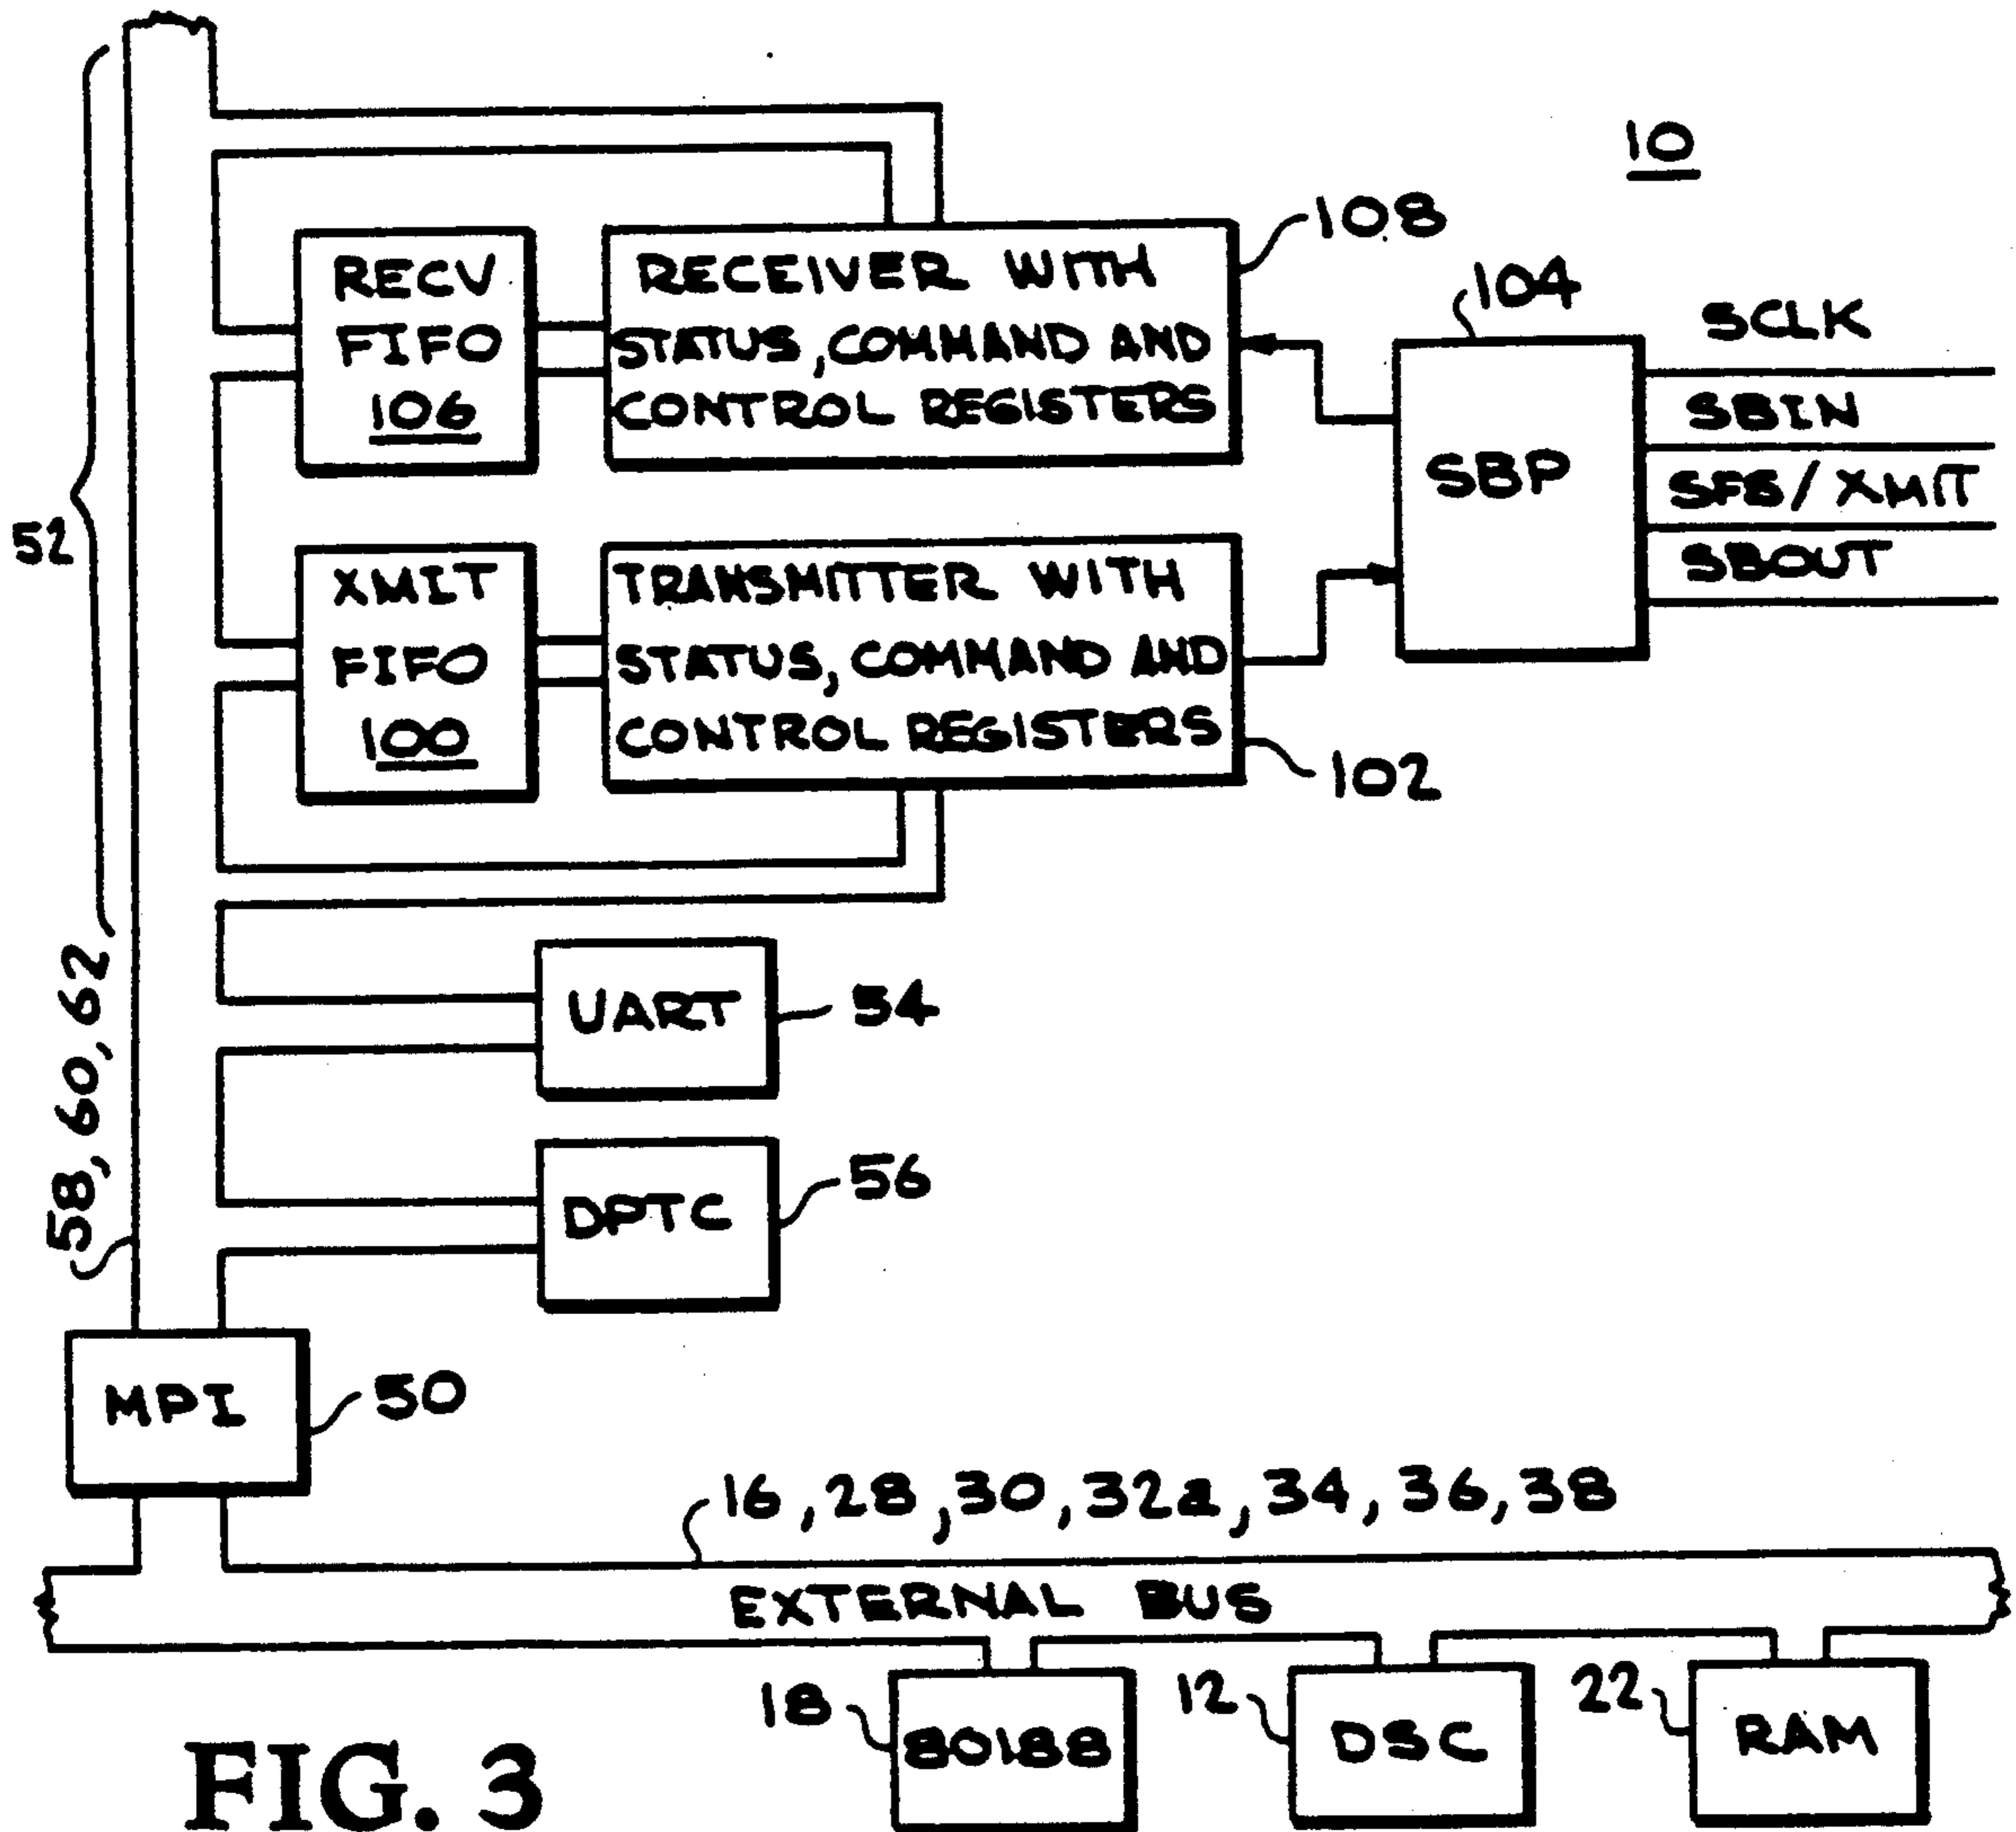 10
108
RECV
FIFO
106
RECEIVER WITH
STATUS, COMMAND AND
CONTROL REGISTERS
104
SBP
SCLK
SBIN
SFS/XMIT
SBOUT
52
XMIT
FIFO
100
TRANSMITTER WITH
STATUS, COMMAND AND
CONTROL REGISTERS
102
58, 60, 62
UART
54
DPTC
56
MPI
50
16, 28, 30, 32a, 34, 36, 38
EXTERNAL BUS
18
80188
12
DSC
22
RAM
FIG. 3